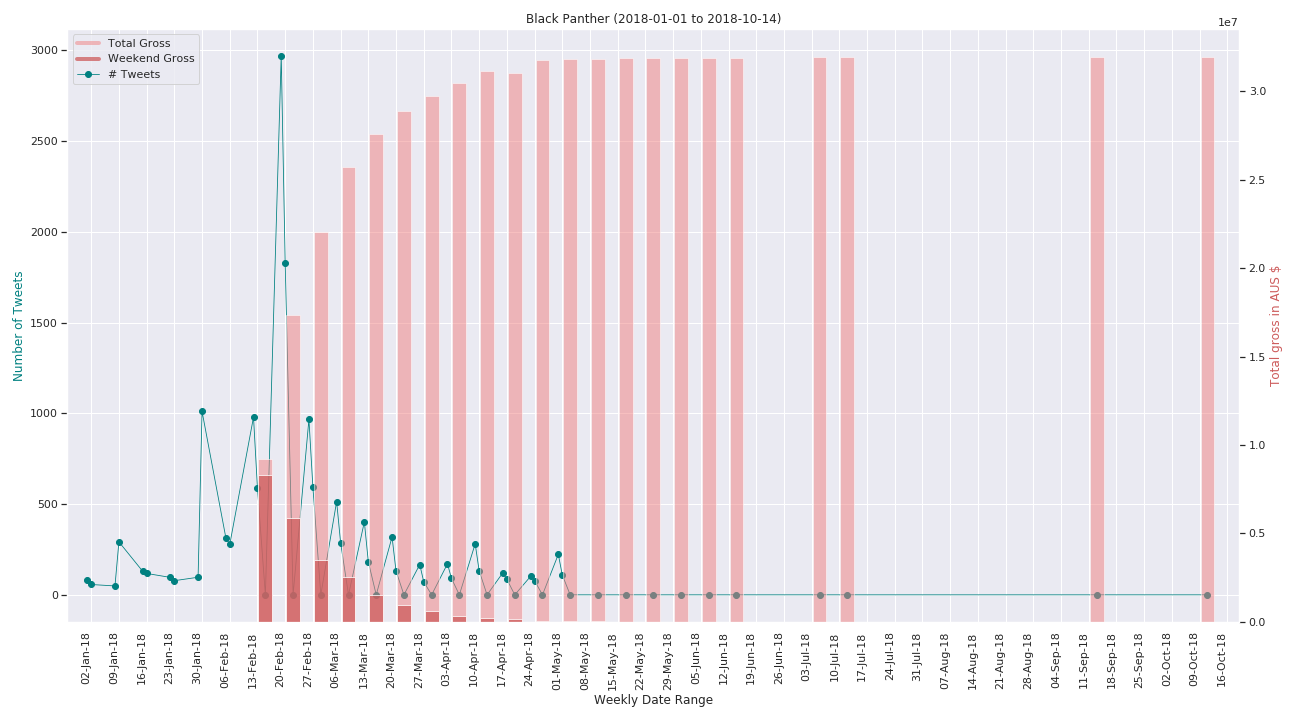 Black Panther (2018-01-01 to 2018-10-14)
1e7
Total Gross
Weekend Gross
# Tweets
3000
2500
2000
1500
1000
500
0
Number of Tweets
3.0
2.5
2.0
1.5
1.0
0.5
0.0
Total gross in AUS $
02-Jan-18
09-Jan-18
16-Jan-18
23-Jan-18
30-Jan-18
06-Feb-18
13-Feb-18
20-Feb-18
27-Feb-18
06-Mar-18
13-Mar-18
20-Mar-18
27-Mar-18
03-Apr-18
10-Apr-18
17-Apr-18
24-Apr-18
01-May-18
08-May-18
15-May-18
22-May-18
29-May-18
05-Jun-18
12-Jun-18
19-Jun-18
26-Jun-18
03-Jul-18
10-Jul-18
17-Jul-18
24-Jul-18
31-Jul-18
07-Aug-18
14-Aug-18
21-Aug-18
28-Aug-18
04-Sep-18
11-Sep-18
18-Sep-18
25-Sep-18
02-Oct-18
09-Oct-18
16-Oct-18
Weekly Date Range